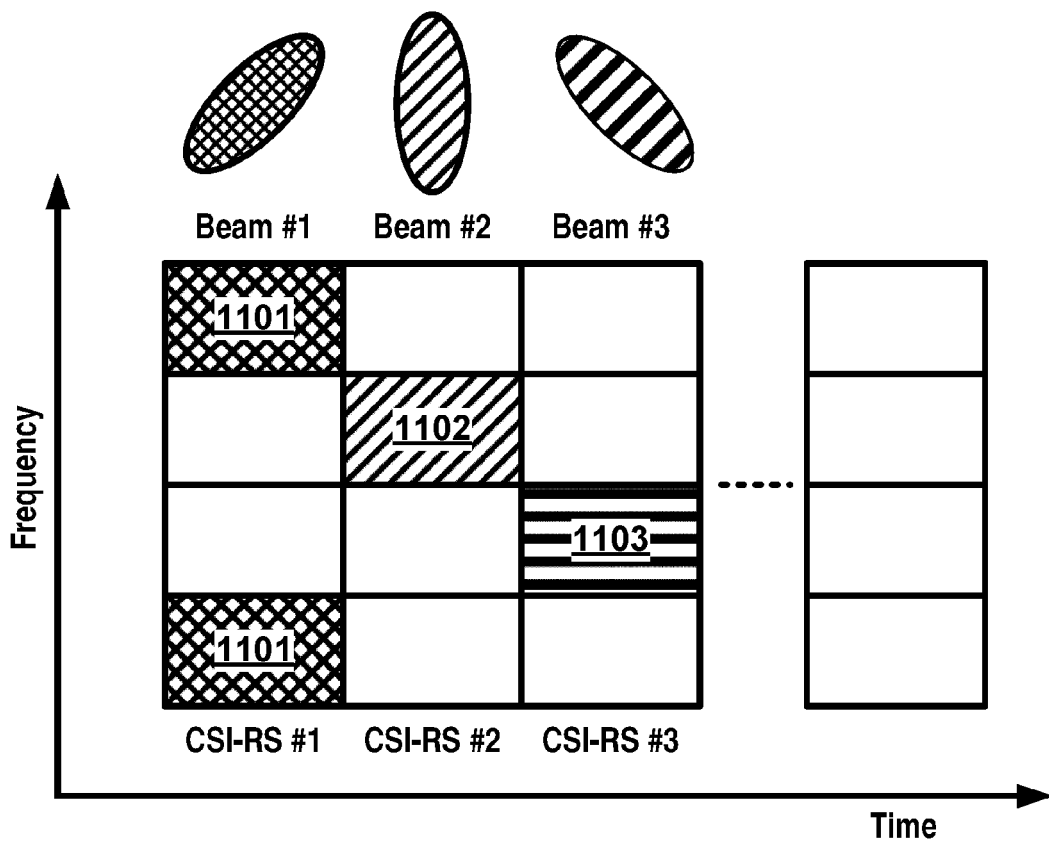 Beam #1 Beam #2 Beam #3
1101
1102
1103
1101
CSI-RS #1 CSI-RS #2 CSI-RS #3
Frequency
Time